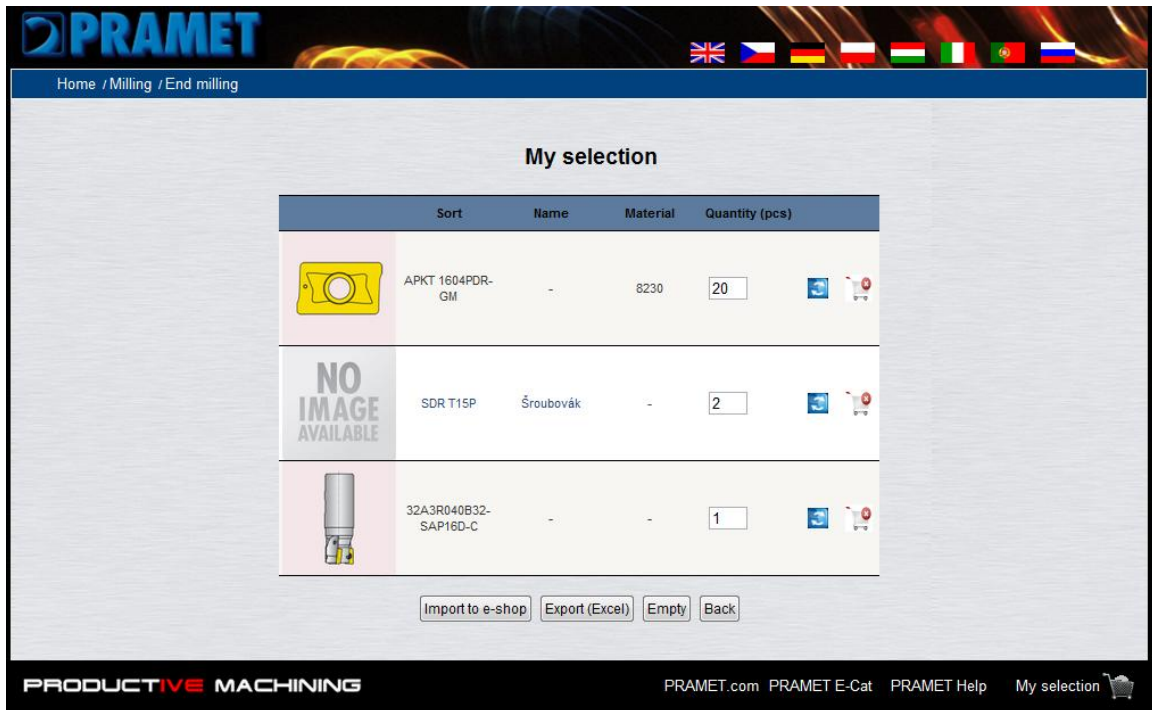 PRAMET
Home / Milling / End milling
My selection
Sort Name Material Quantity (pcs)
APKT 1604PDR-
GM - 8230 20
NO
IMAGE
AVAILABLE
SDR T15P Šroubovák - 2
32A3R040B32-
SAP16D-C - - 1
Import to e-shop Export (Excel) Empty Back
PRODUCTIVE MACHINING PRAMET.com PRAMET E-Cat PRAMET Help My selection